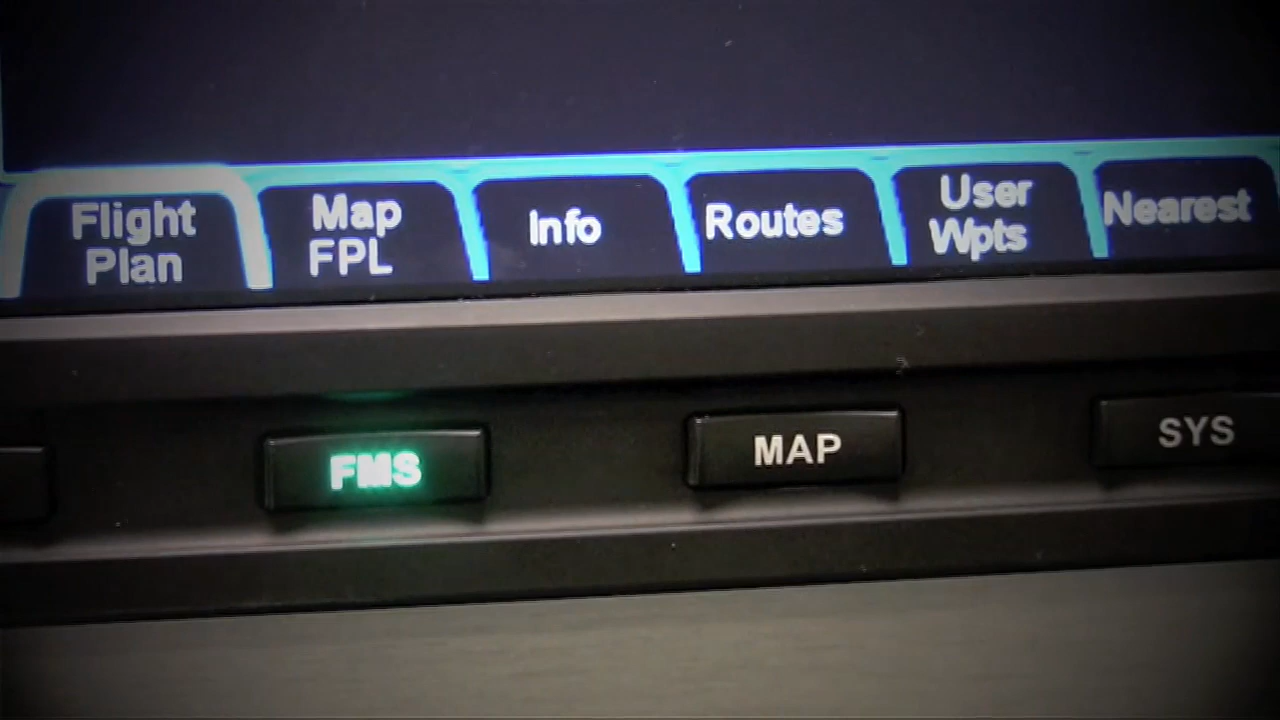 Flight
Plan
Map
FPL
Info
Routes
User
Wpts
Nearest
FMS
MAP
SYS